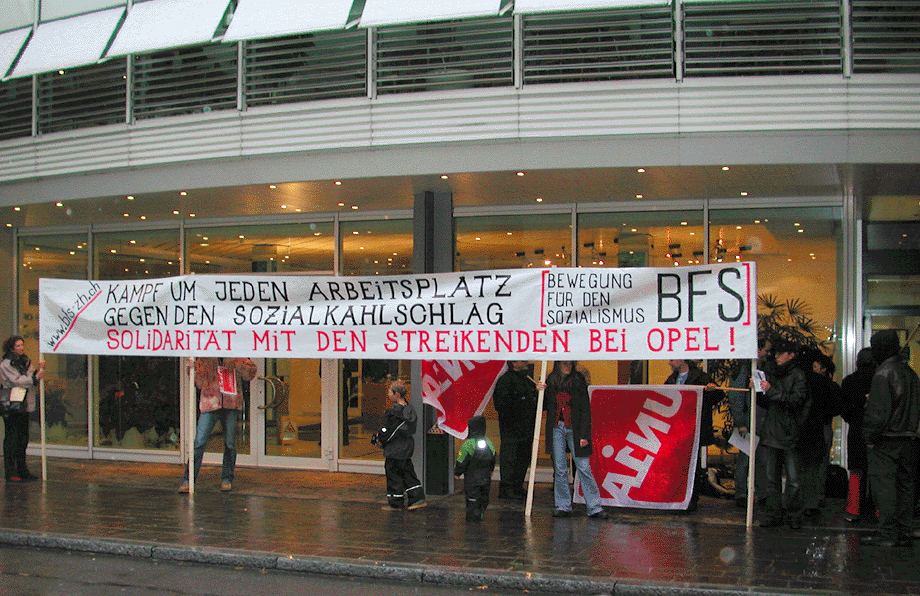 www.bfs-zh.ch
KAMPF UM JEDEN ARBEITSPLATZ
GEGEN DEN SOZIALKAHLSCHLAG
SOLIDARITÄT MIT DEN STREIKENDEN BEI OPEL!
[BEWEGUNG
FÜR DEN
SOZIALISMUS
BFS]
UNIA
UNIA